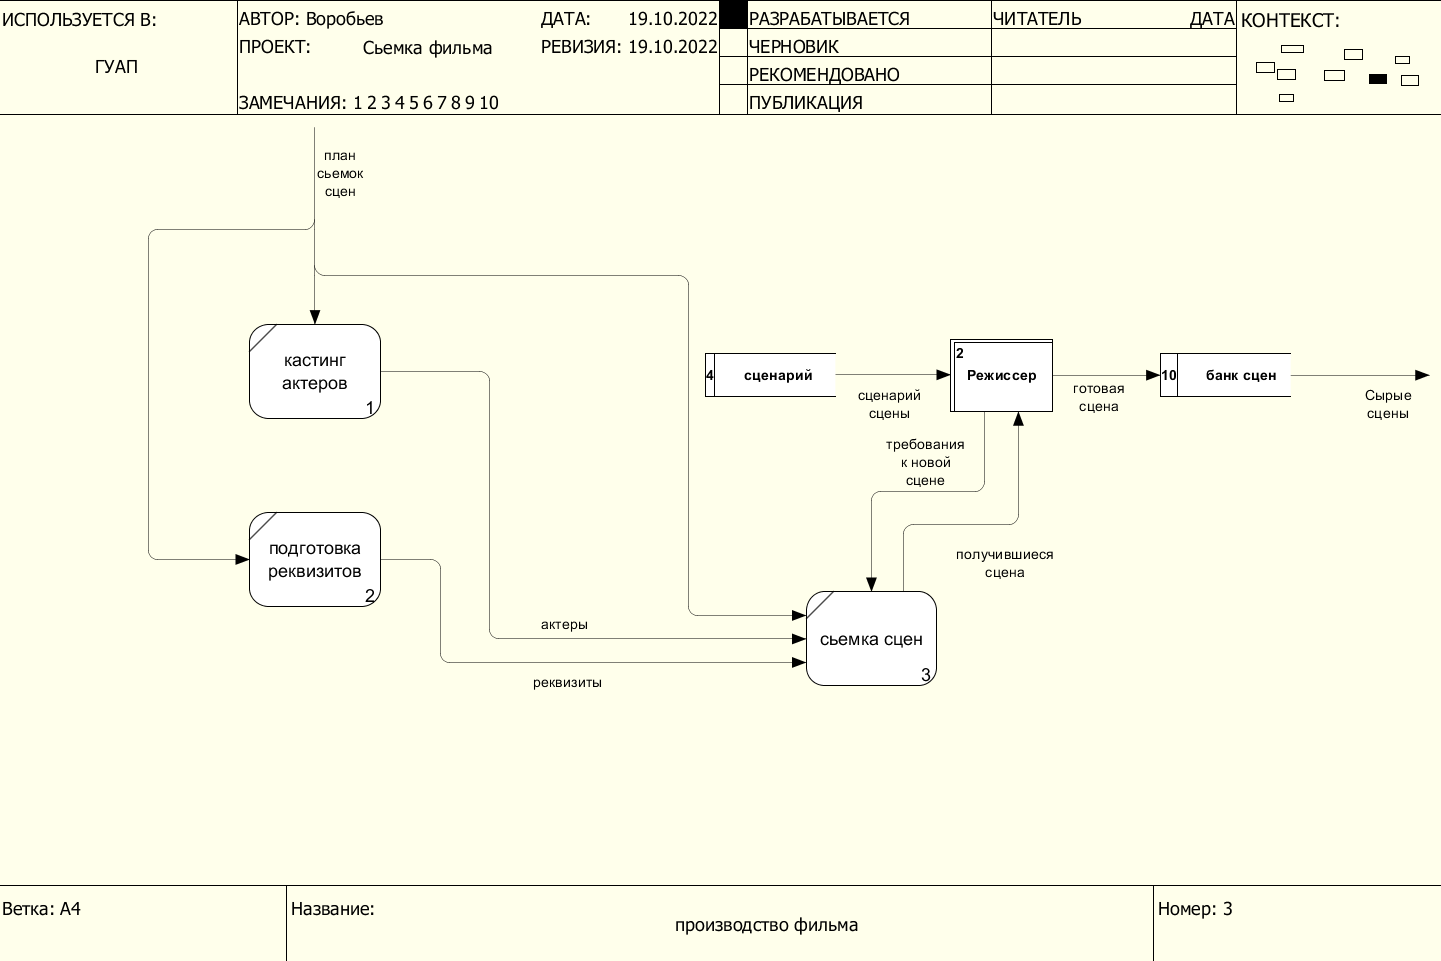 ИСПОЛЬЗУЕТСЯ В:
ГУАП
АВТОР: Воробьев
ДАТА: 19.10.2022
ПРОЕКТ: Сьемка фильма
РЕВИЗИЯ: 19.10.2022
ЗАМЕЧАНИЯ: 1 2 3 4 5 6 7 8 9 10
РАЗРАБАТЫВАЕТСЯ
ЧЕРНОВИК
РЕКОМЕНДОВАНО
ПУБЛИКАЦИЯ
ЧИТАТЕЛЬ
ДАТА
КОНТЕКСТ:
план
сьемок
сцен
кастинг
актеров
1
4
сценарий
сценарий
сцены
2
Режиссер
готовая
сцена
10
банк сцен
Сырые
сцены
требования
к новой
сцене
подготовка
реквизитов
2
получившиеся
сцена
актеры
реквизиты
сьемка сцен
3
Ветка: A4
Название:
производство фильма
Номер: 3